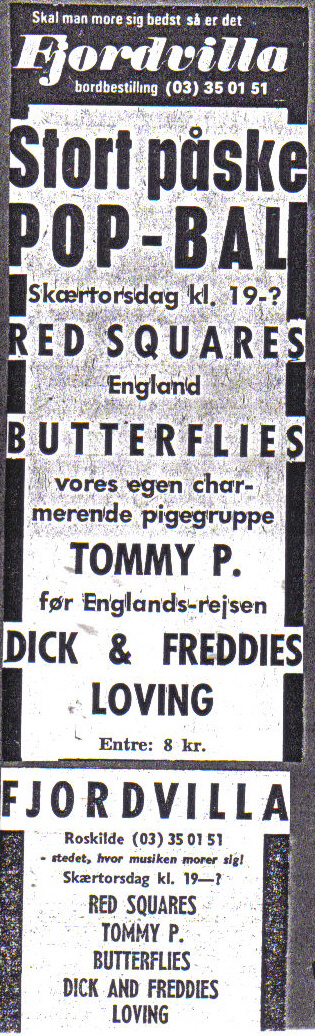 Skal man more sig bedst så er det
Fjordvilla
bordbestilling (03) 35 01 51
Stort påske
POP-BAL
Skærtorsdag kl. 19-?
RED SQUARES
England
BUTTERFLIES
vores egen char-
merende pigegruppe
TOMMY P.
før Englands-rejsen
DICK & FREDDIES
LOVING
Entre: 8 kr.
FJORDVILLA
Roskilde (03) 35 01 51
- stedet, hvor musiken morer sig!
Skærtorsdag kl. 19—?
RED SQUARES
TOMMY P.
BUTTERFLIES
DICK AND FREDDIES
LOVING